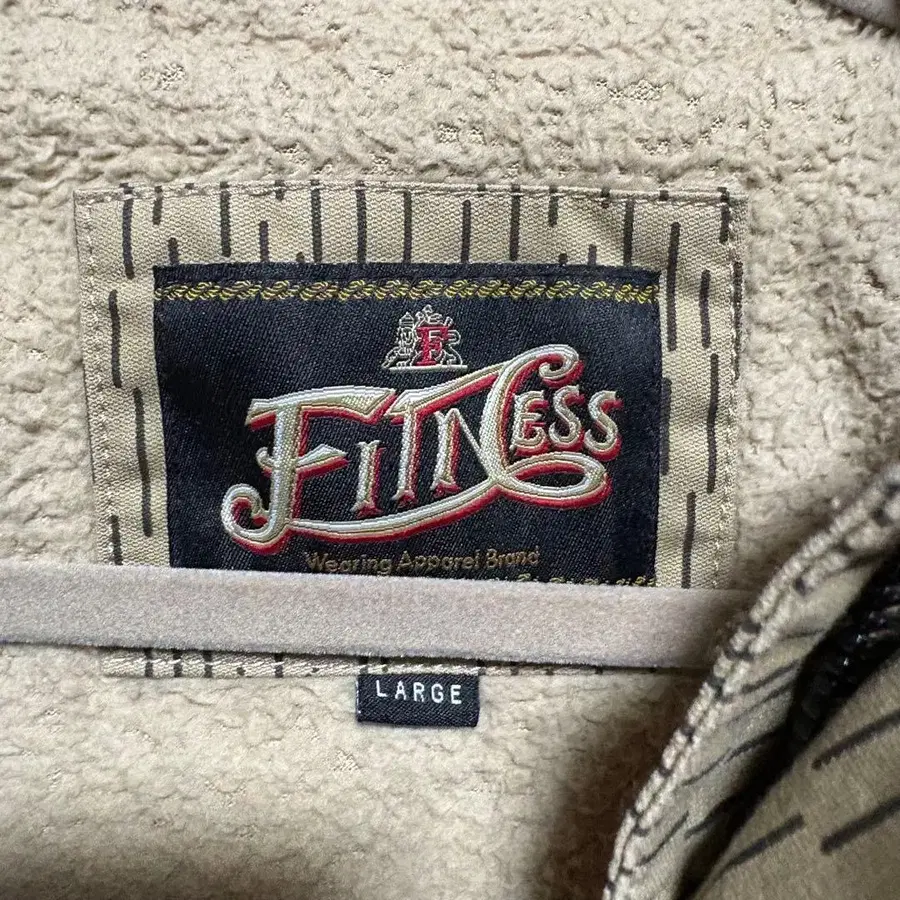 F
FITNESS
Wearing Apparel Brand
LARGE